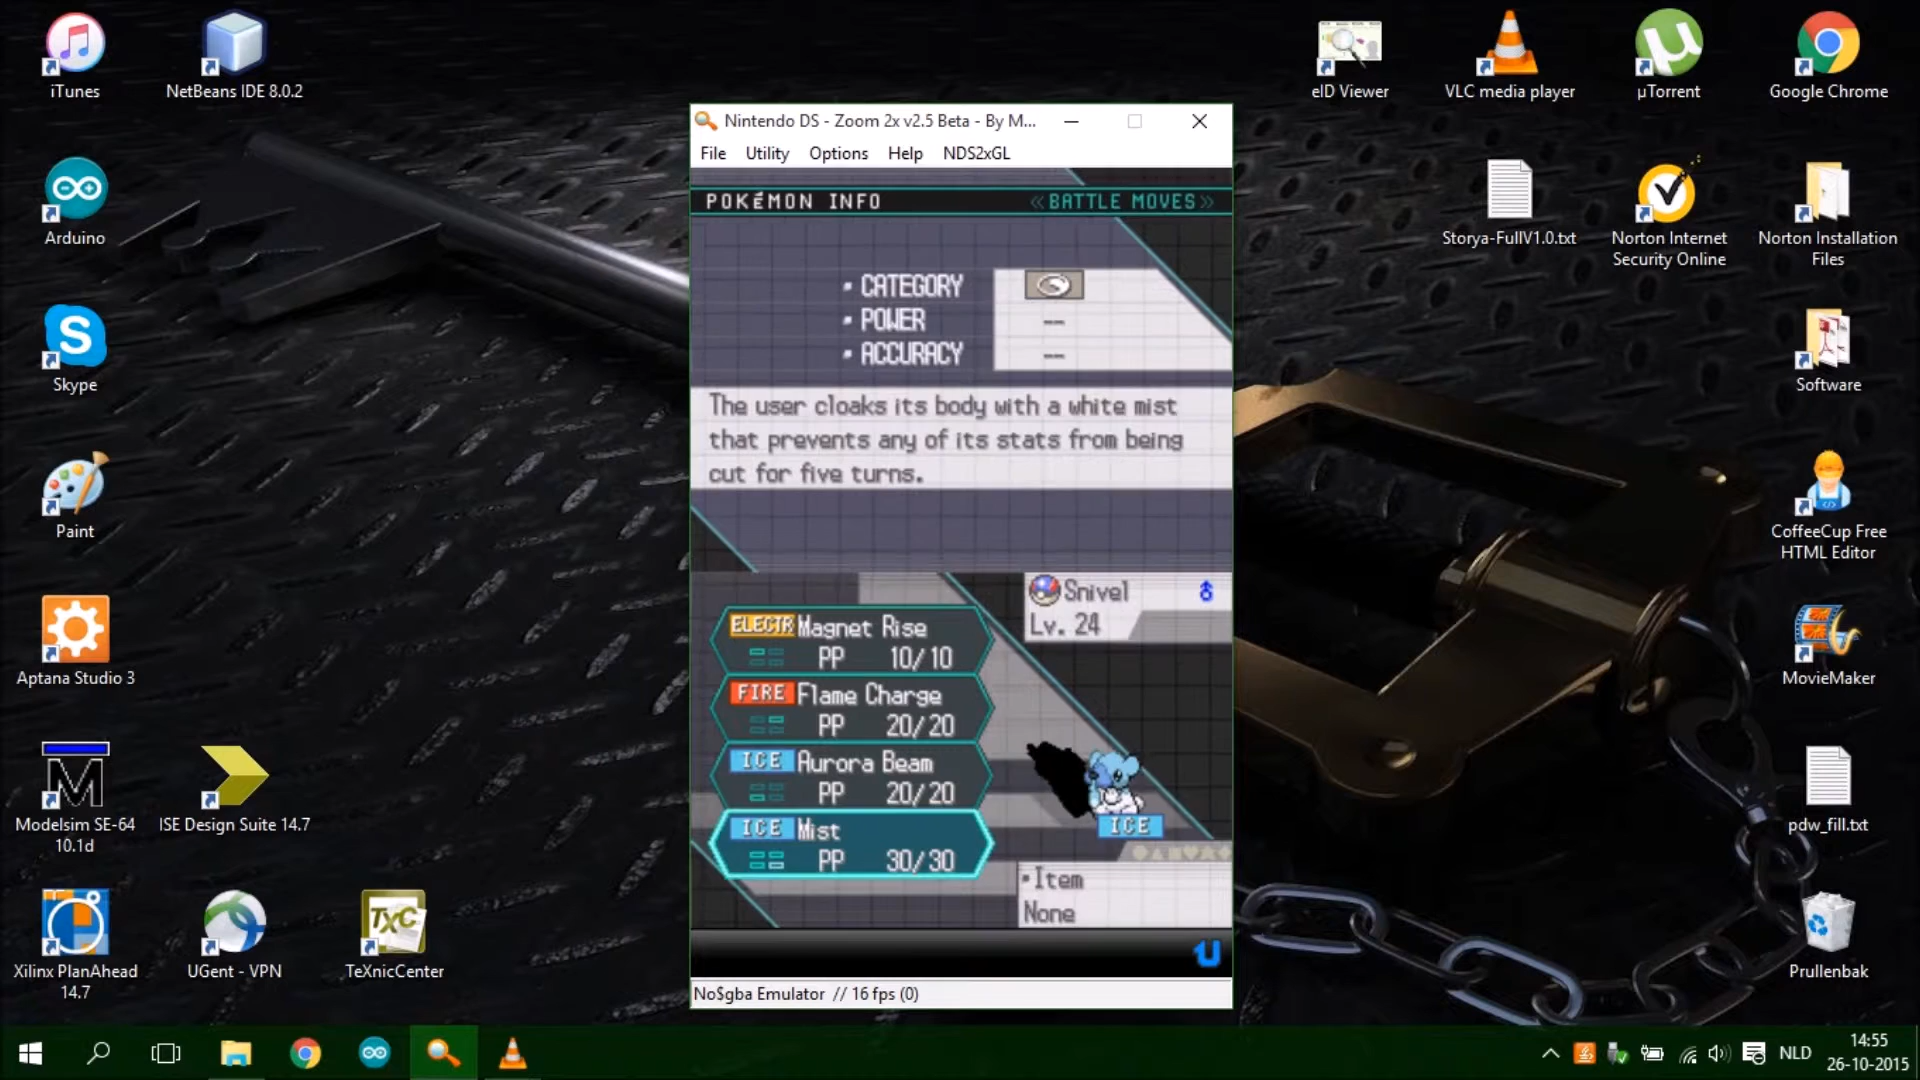 iTunes
NetBeans IDE 8.0.2
eID Viewer
VLC media player
µTorrent
Google Chrome
Arduino
Storya-FullV1.0.txt
Norton Internet
Security Online
Norton Installation
Files
Skype
Software
Paint
CoffeeCup Free
HTML Editor
Aptana Studio 3
MovieMaker
Modelsim SE-64
10.1d
ISE Design Suite 14.7
pdw_fill.txt
Xilinx PlanAhead
14.7
UGent - VPN
TXC
TeXnicCenter
Prullenbak
Nintendo DS - Zoom 2x v2.5 Beta - By M...
File Utility Options Help NDS2xGL
POKéMON INFO «BATTLE MOVES»
• CATEGORY
• POWER --
• ACCURACY --
The user cloaks its body with a white mist
that prevents any of its stats from being
cut for five turns.
Snivel ♂
Lv. 24
ELECTR Magnet Rise
PP 10/10
FIRE Flame Charge
PP 20/20
ICE Aurora Beam
PP 20/20
ICE Mist
PP 30/30
ICE
•Item
None
No$gba Emulator // 16 fps (0)
NLD
14:55
26-10-2015